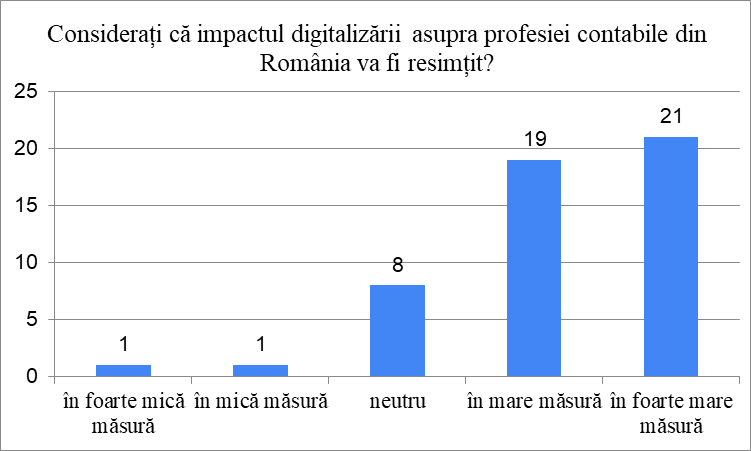 Considerați că impactul digitalizării asupra profesiei contabile din
România va fi resimțit?
25
20
15
10
5
0
1
1
8
19
21
în foarte mică
măsură
în mică măsură
neutru
în mare măsură
în foarte mare
măsură